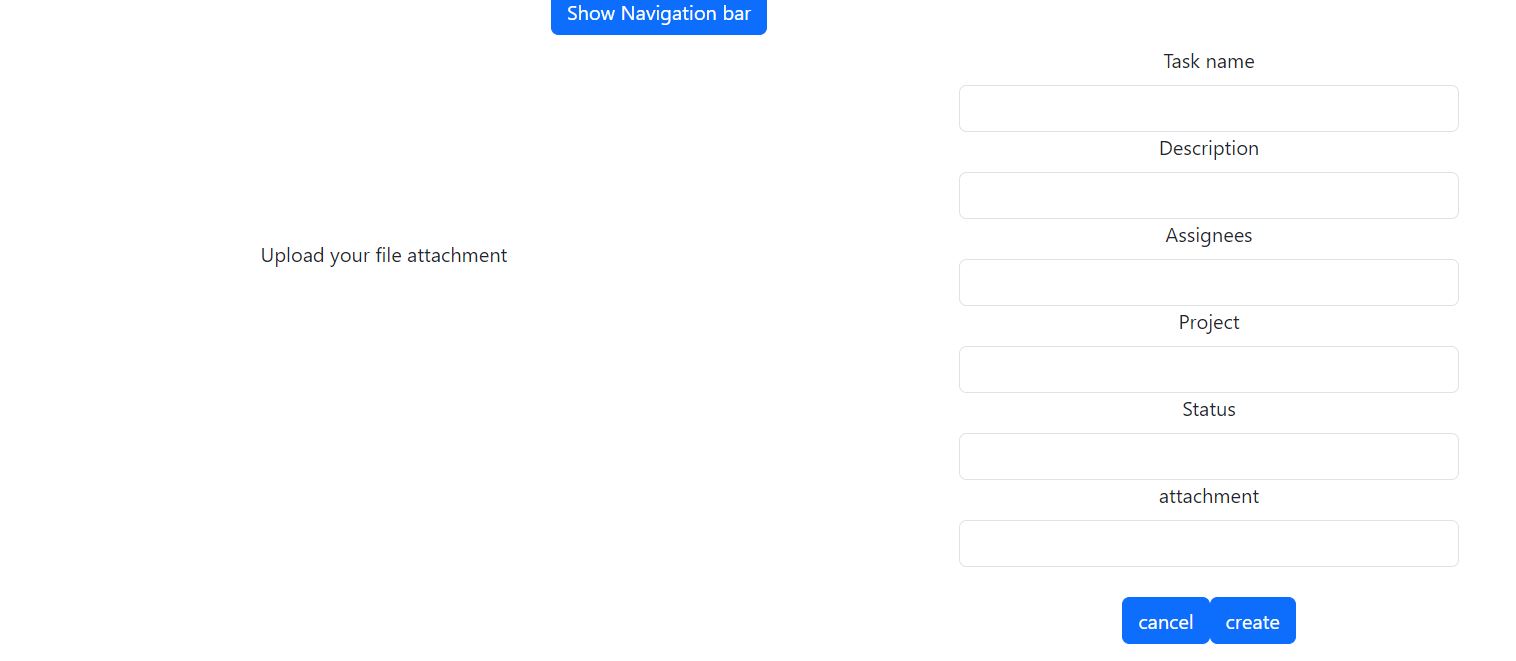 Show Navigation bar
Upload your file attachment
Task name
Description
Assignees
Project
Status
attachment
cancel
create